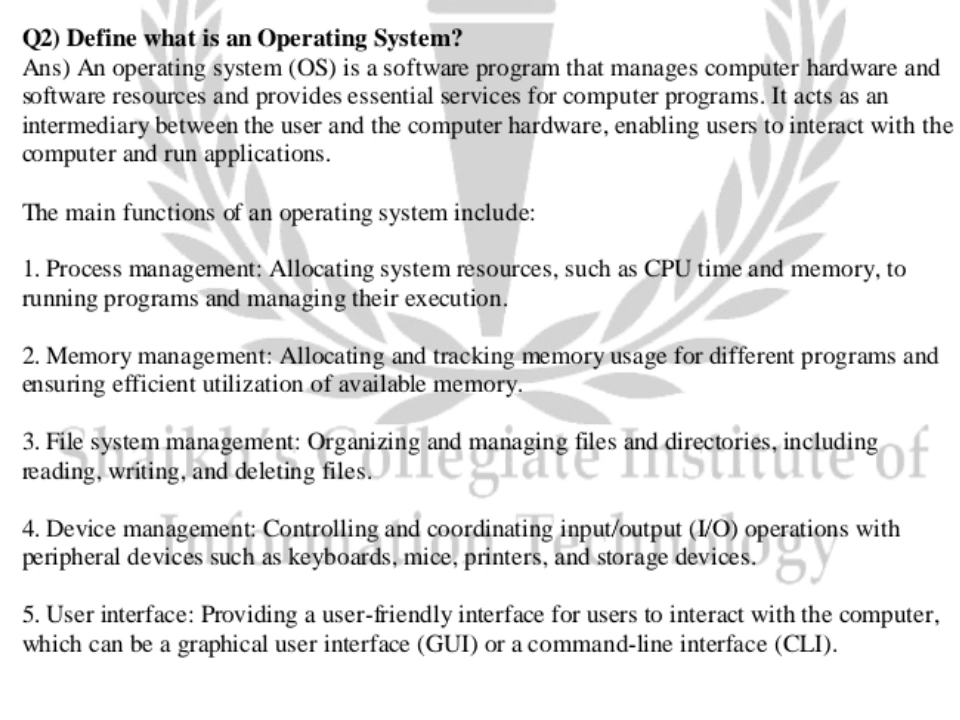 Q2) Define what is an Operating System?
Ans) An operating system (OS) is a software program that manages computer hardware and
software resources and provides essential services for computer programs. It acts as an
intermediary between the user and the computer hardware, enabling users to interact with the
computer and run applications.
The main functions of an operating system include:
1. Process management: Allocating system resources, such as CPU time and memory, to
running programs and managing their execution.
2. Memory management: Allocating and tracking memory usage for different programs and
ensuring efficient utilization of available memory.
3. File system management: Organizing and managing files and directories, including
reading, writing, and deleting files.
Shaikh's Collegiate Institute of
4. Device management: Controlling and coordinating input/output (I/O) operations with
peripheral devices such as keyboards, mice, printers, and storage devices.
Information Technology
5. User interface: Providing a user-friendly interface for users to interact with the computer,
which can be a graphical user interface (GUI) or a command-line interface (CLI).